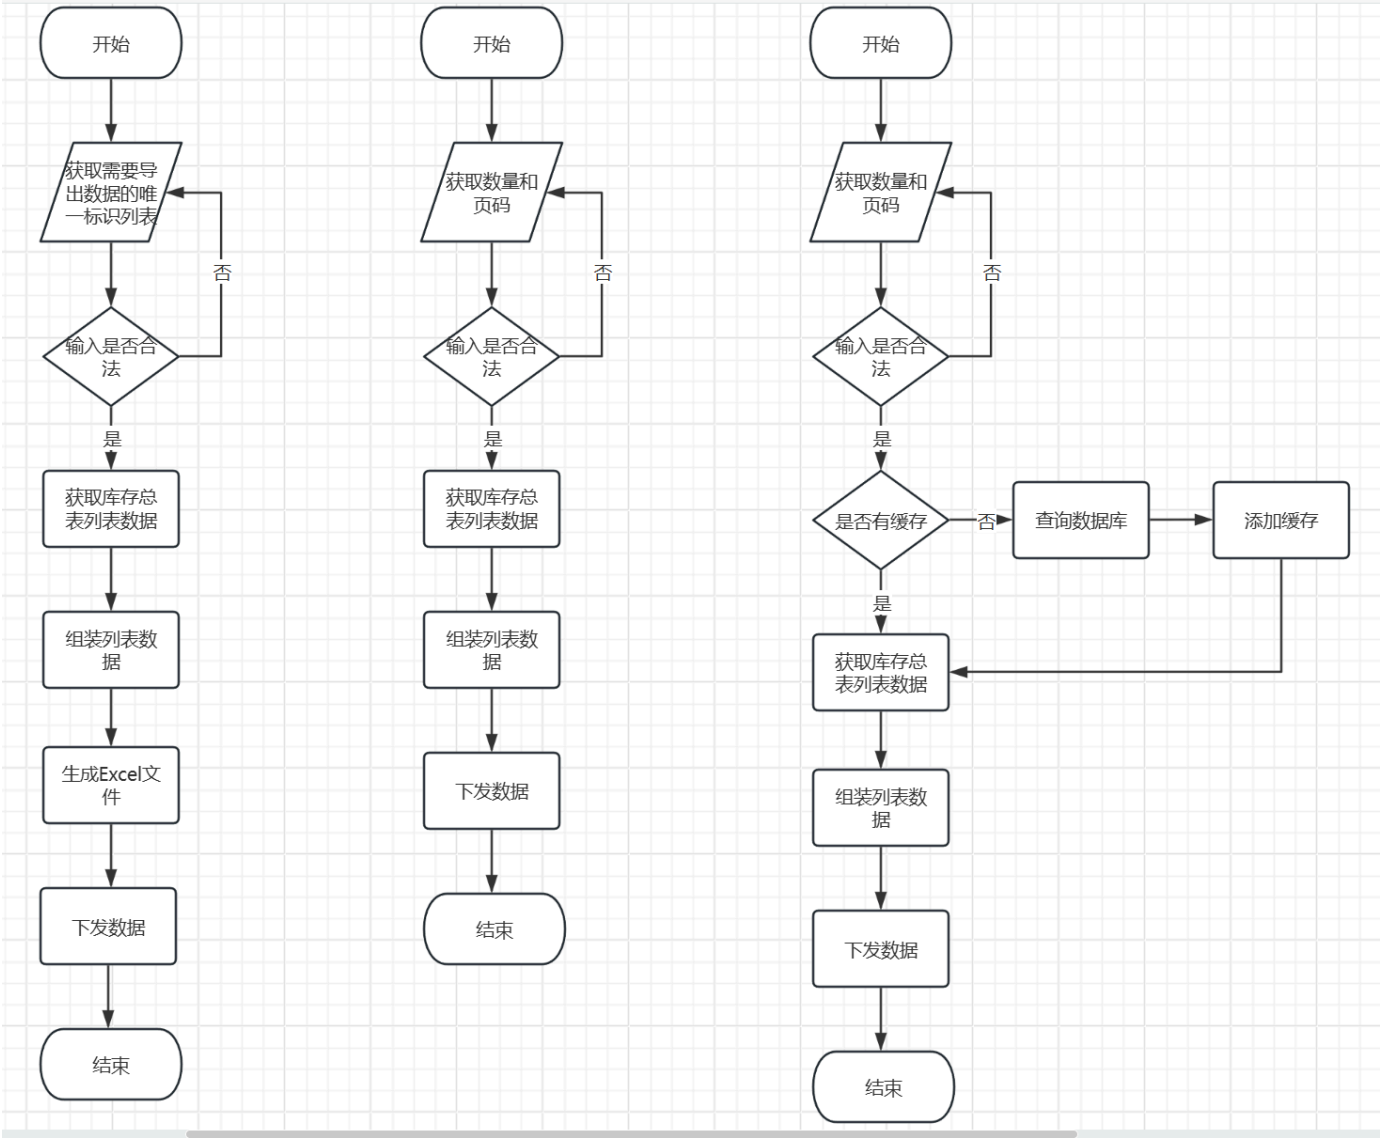 开始
获取需要导
出数据的唯
一标识列表
否
输入是否合
法
是
获取库存总
表列表数据
组装列表数
据
生成Excel文
件
下发数据
结束
开始
获取数量和
页码
否
输入是否合
法
是
获取库存总
表列表数据
组装列表数
据
下发数据
结束
开始
获取数量和
页码
否
输入是否合
法
是
是否有缓存
否
查询数据库
添加缓存
是
获取库存总
表列表数据
组装列表数
据
下发数据
结束